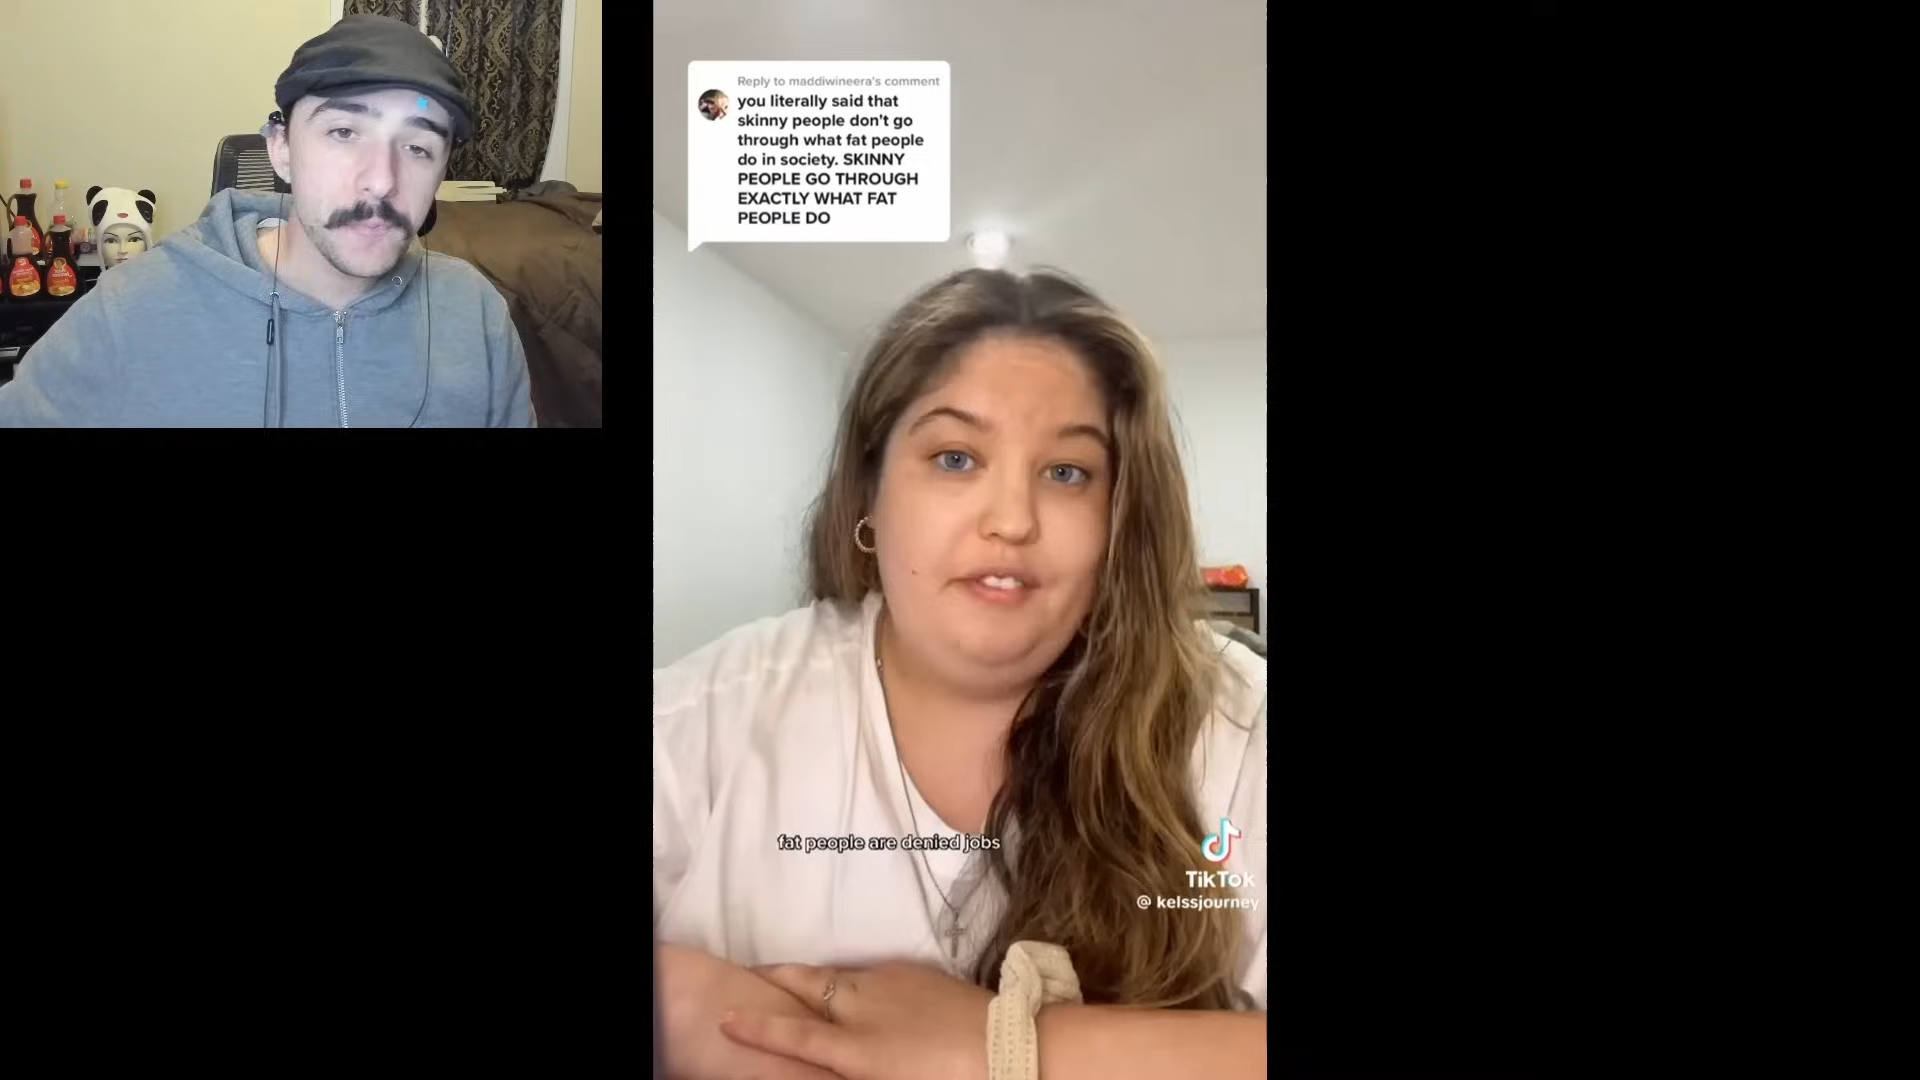 Reply to maddiwineera's comment
you literally said that
skinny people don't go
through what fat people
do in society. SKINNY
PEOPLE GO THROUGH
EXACTLY WHAT FAT
PEOPLE DO
fat people are denied jobs
TikTok
@ kelssjourney